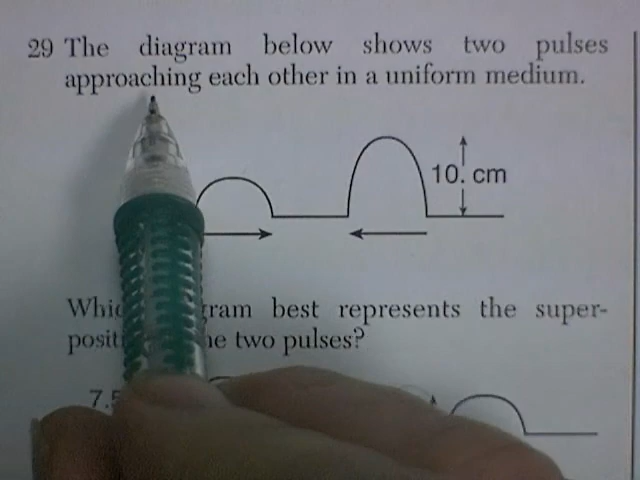 29 The diagram below shows two pulses
approaching each other in a uniform medium.
10. cm
best represents the super-
two pulses?